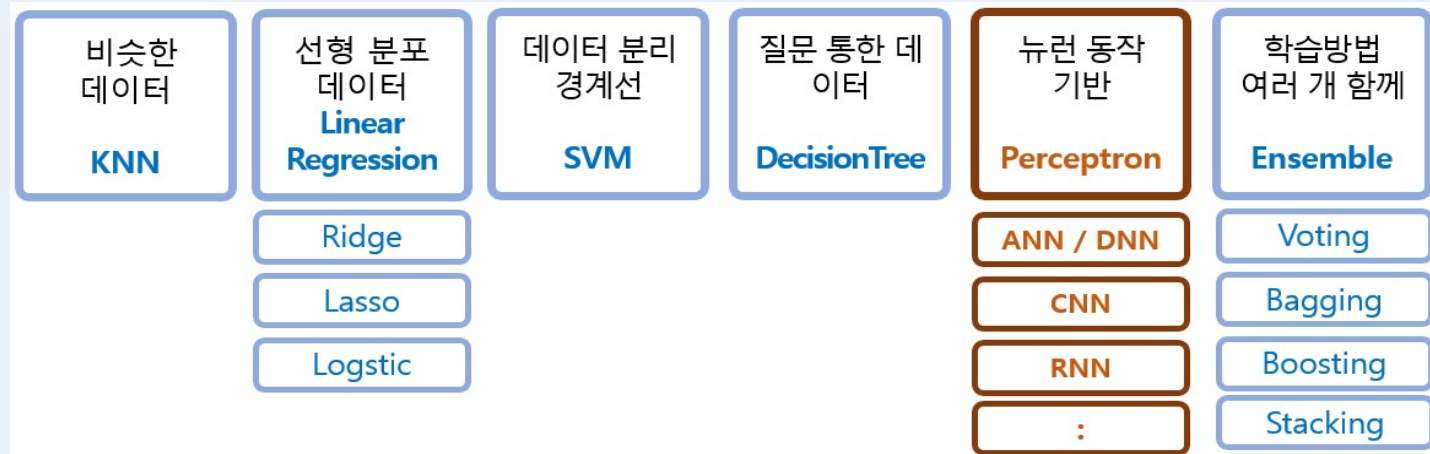 비슷한
데이터
KNN
선형 분포
데이터
Linear
Regression
Ridge
Lasso
Logstic
데이터 분리
경계선
SVM
질문 통한 데
이터
DecisionTree
뉴런 동작
기반
Perceptron
ANN / DNN
CNN
RNN
:
학습방법
여러 개 함께
Ensemble
Voting
Bagging
Boosting
Stacking